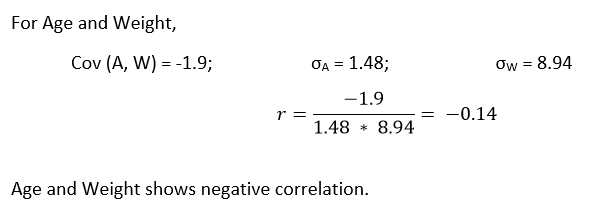 For Age and Weight,
Cov (A, W) = -1.9; σA = 1.48; σW = 8.94
r = −1.9 / 1.48 * 8.94 = −0.14
Age and Weight shows negative correlation.